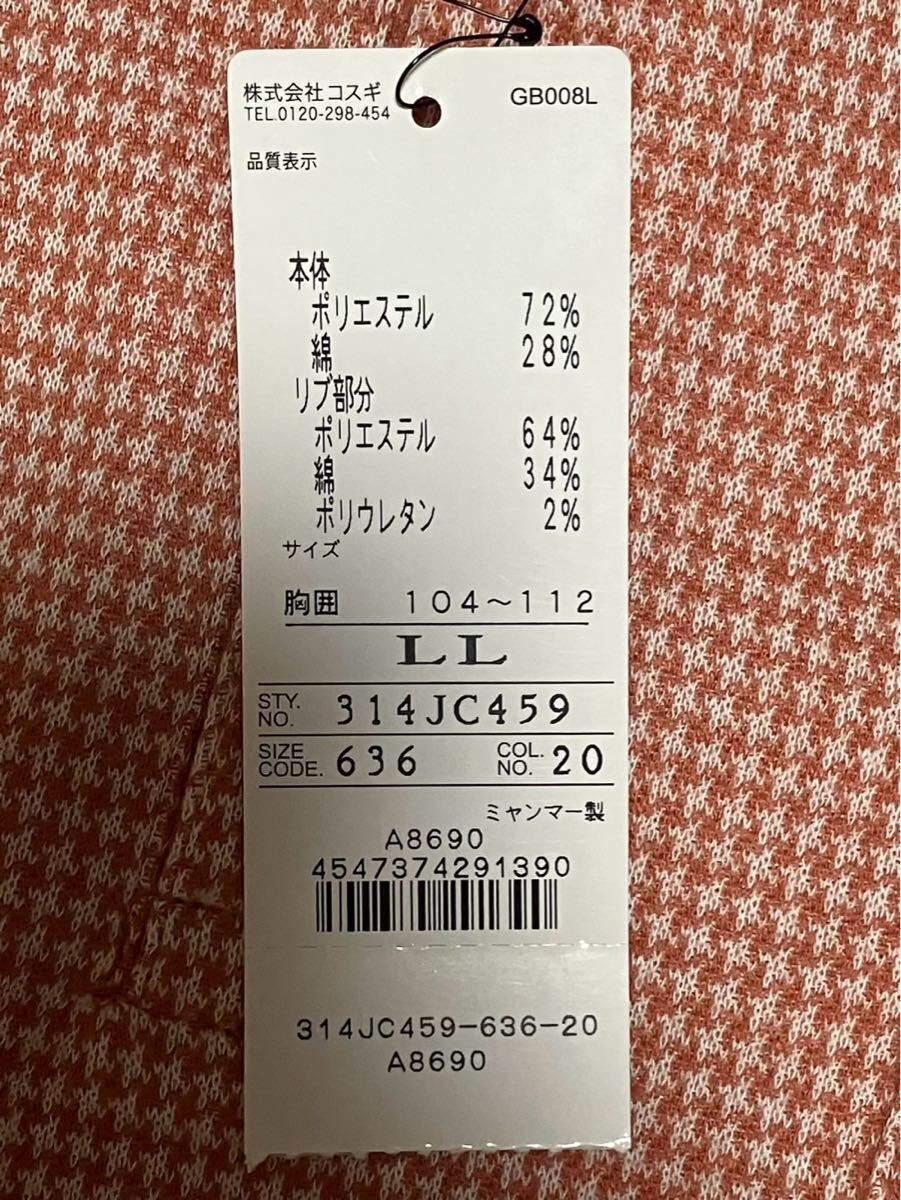 株式会社コスギ
TEL.0120-298-454
GB008L
品質表示
本体
ポリエステル 72%
綿 28%
リブ部分
ポリエステル 64%
綿 34%
ポリウレタン 2%
サイズ
胸囲 104~112
LL
STY. NO. 314JC459
SIZE CODE. 636 COL. NO. 20
ミャンマー製
A8690
4547374291390
314JC459-636-20
A8690